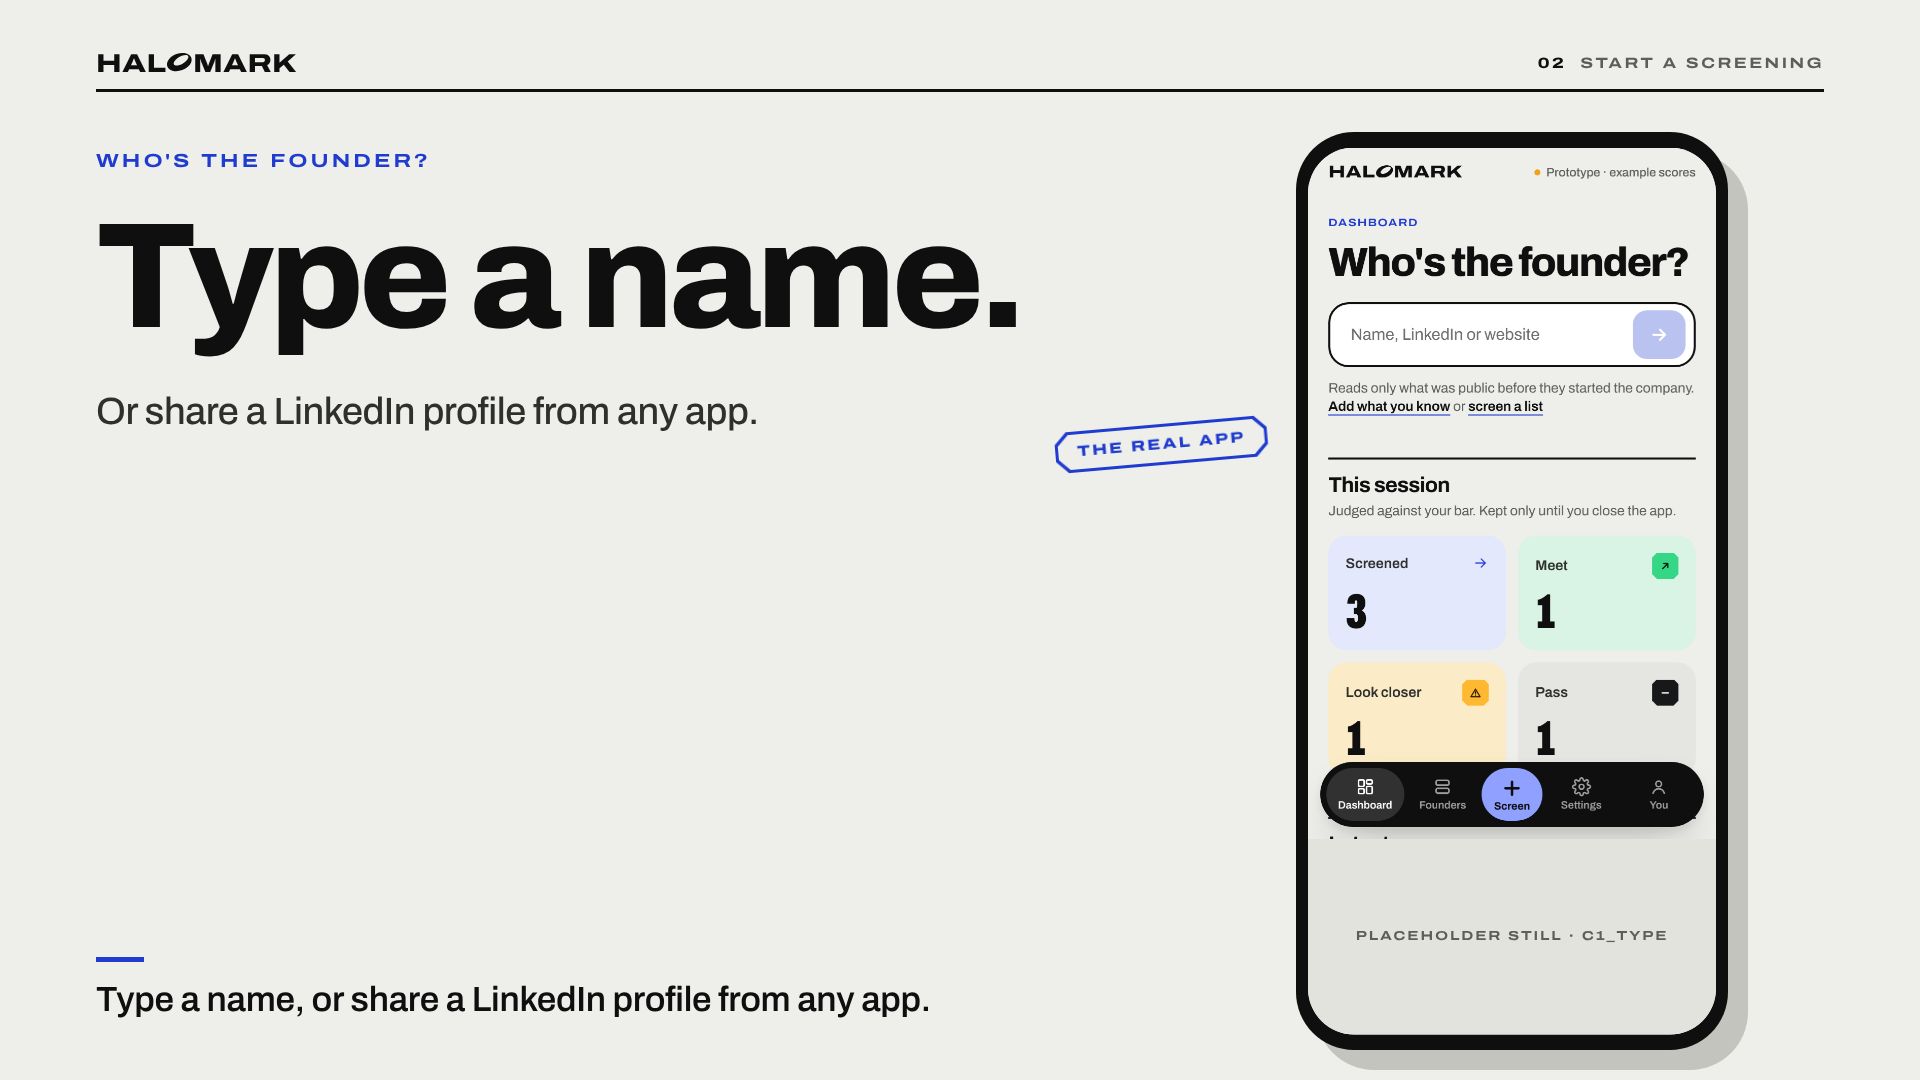 HALOMARK
02 START A SCREENING
WHO'S THE FOUNDER?
Type a name.
Or share a LinkedIn profile from any app.
THE REAL APP
Type a name, or share a LinkedIn profile from any app.
HALOMARK
Prototype · example scores
DASHBOARD
Who's the founder?
Name, LinkedIn or website
Reads only what was public before they started the company.
Add what you know or screen a list
This session
Judged against your bar. Kept only until you close the app.
Screened
3
Meet
1
Look closer
1
Pass
1
Dashboard
Founders
Screen
Settings
You
PLACEHOLDER STILL · C1_TYPE